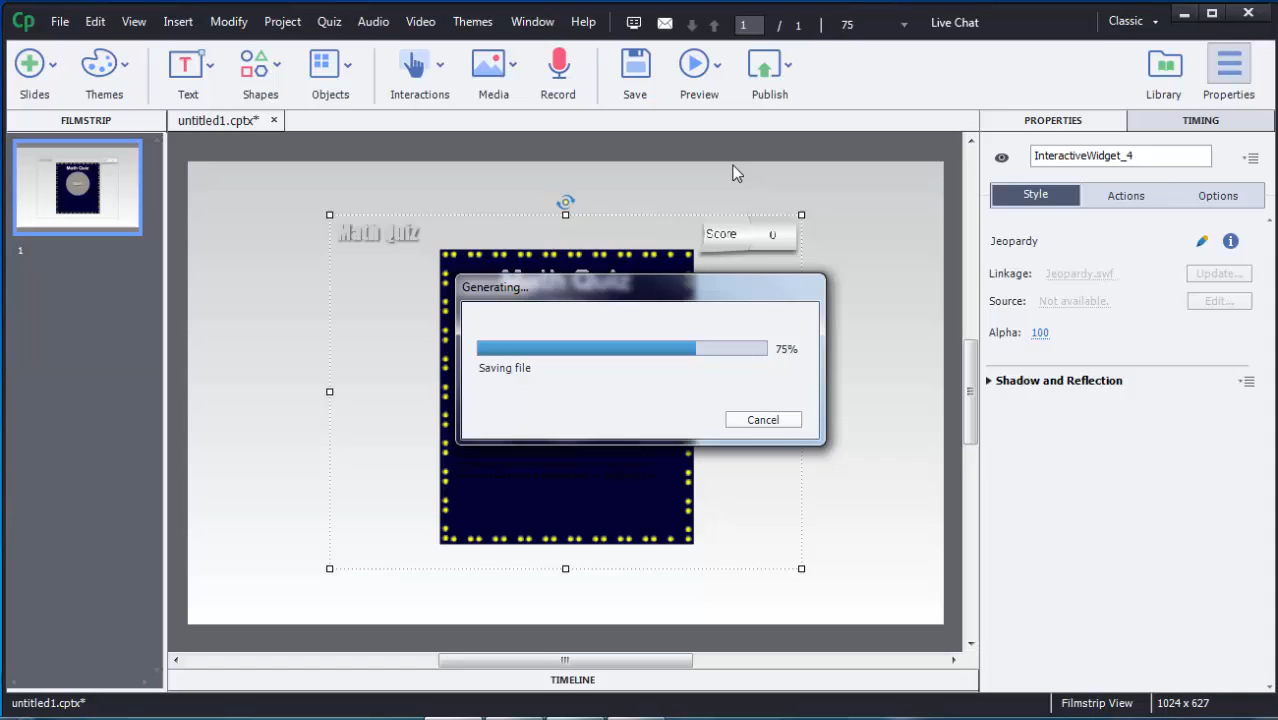 Cp File Edit View Insert Modify Project Quiz Audio Video Themes Window Help 1 / 1 75 Live Chat Classic
Slides Themes Text Shapes Objects Interactions Media Record Save Preview Publish Library Properties
FILMSTRIP untitled1.cptx* × PROPERTIES TIMING
InteractiveWidget_4
Style Actions Options
Math Quiz
Score 0
Jeopardy
Linkage: Jeopardy.swf Update...
Source: Not available. Edit...
Alpha: 100
Shadow and Reflection
1
Math Quiz
Generating...
75%
Saving file
Cancel
TIMELINE
untitled1.cptx* Filmstrip View 1024 x 627